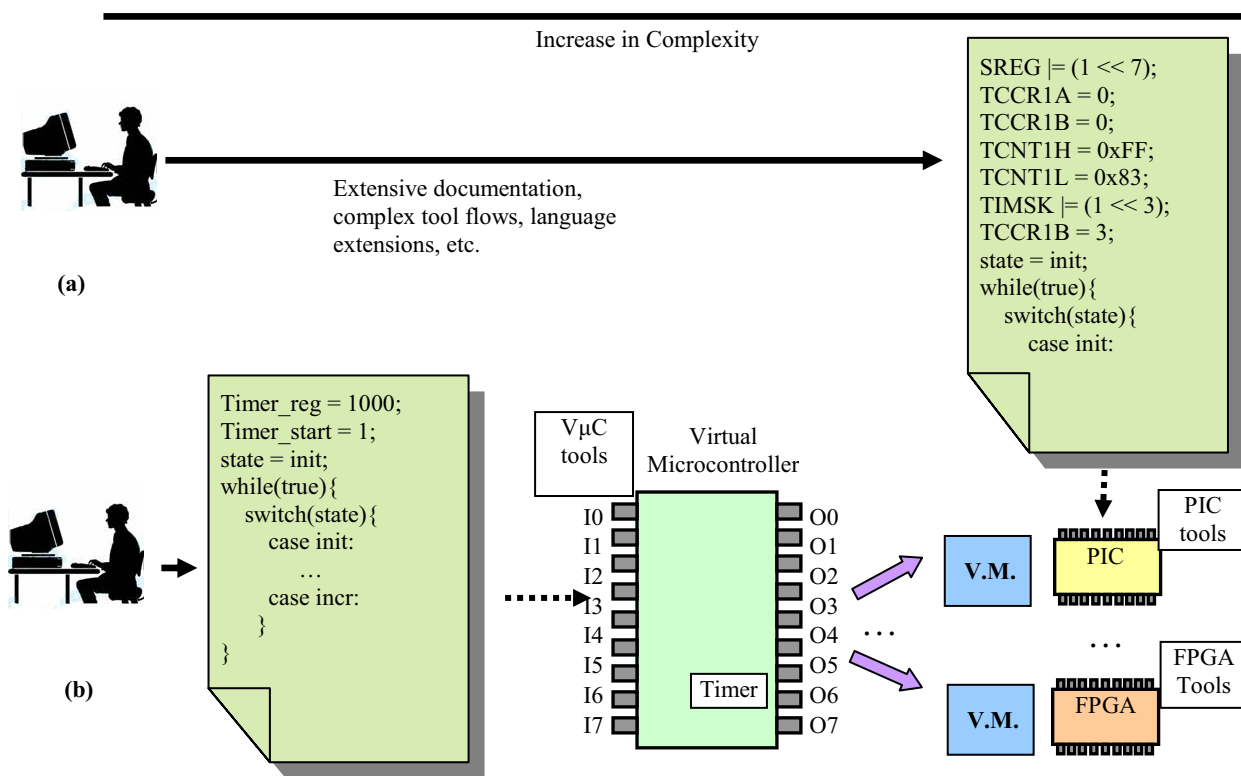 Increase in Complexity
SREG |= (1 << 7);
TCCR1A = 0;
TCCR1B = 0;
TCNT1H = 0xFF;
TCNT1L = 0x83;
TIMSK |= (1 << 3);
TCCR1B = 3;
state = init;
while(true){
switch(state){
case init:
Extensive documentation,
complex tool flows, language
extensions, etc.
(a)
Timer_reg = 1000;
Timer_start = 1;
state = init;
while(true){
switch(state){
case init:
…
case incr:
}
}
(b)
VµC
tools
Virtual
Microcontroller
I0
I1
I2
I3
I4
I5
I6
I7
Timer
O0
O1
O2
O3
O4
O5
O6
O7
…
V.M.
PIC
PIC
tools
…
V.M.
FPGA
FPGA
Tools